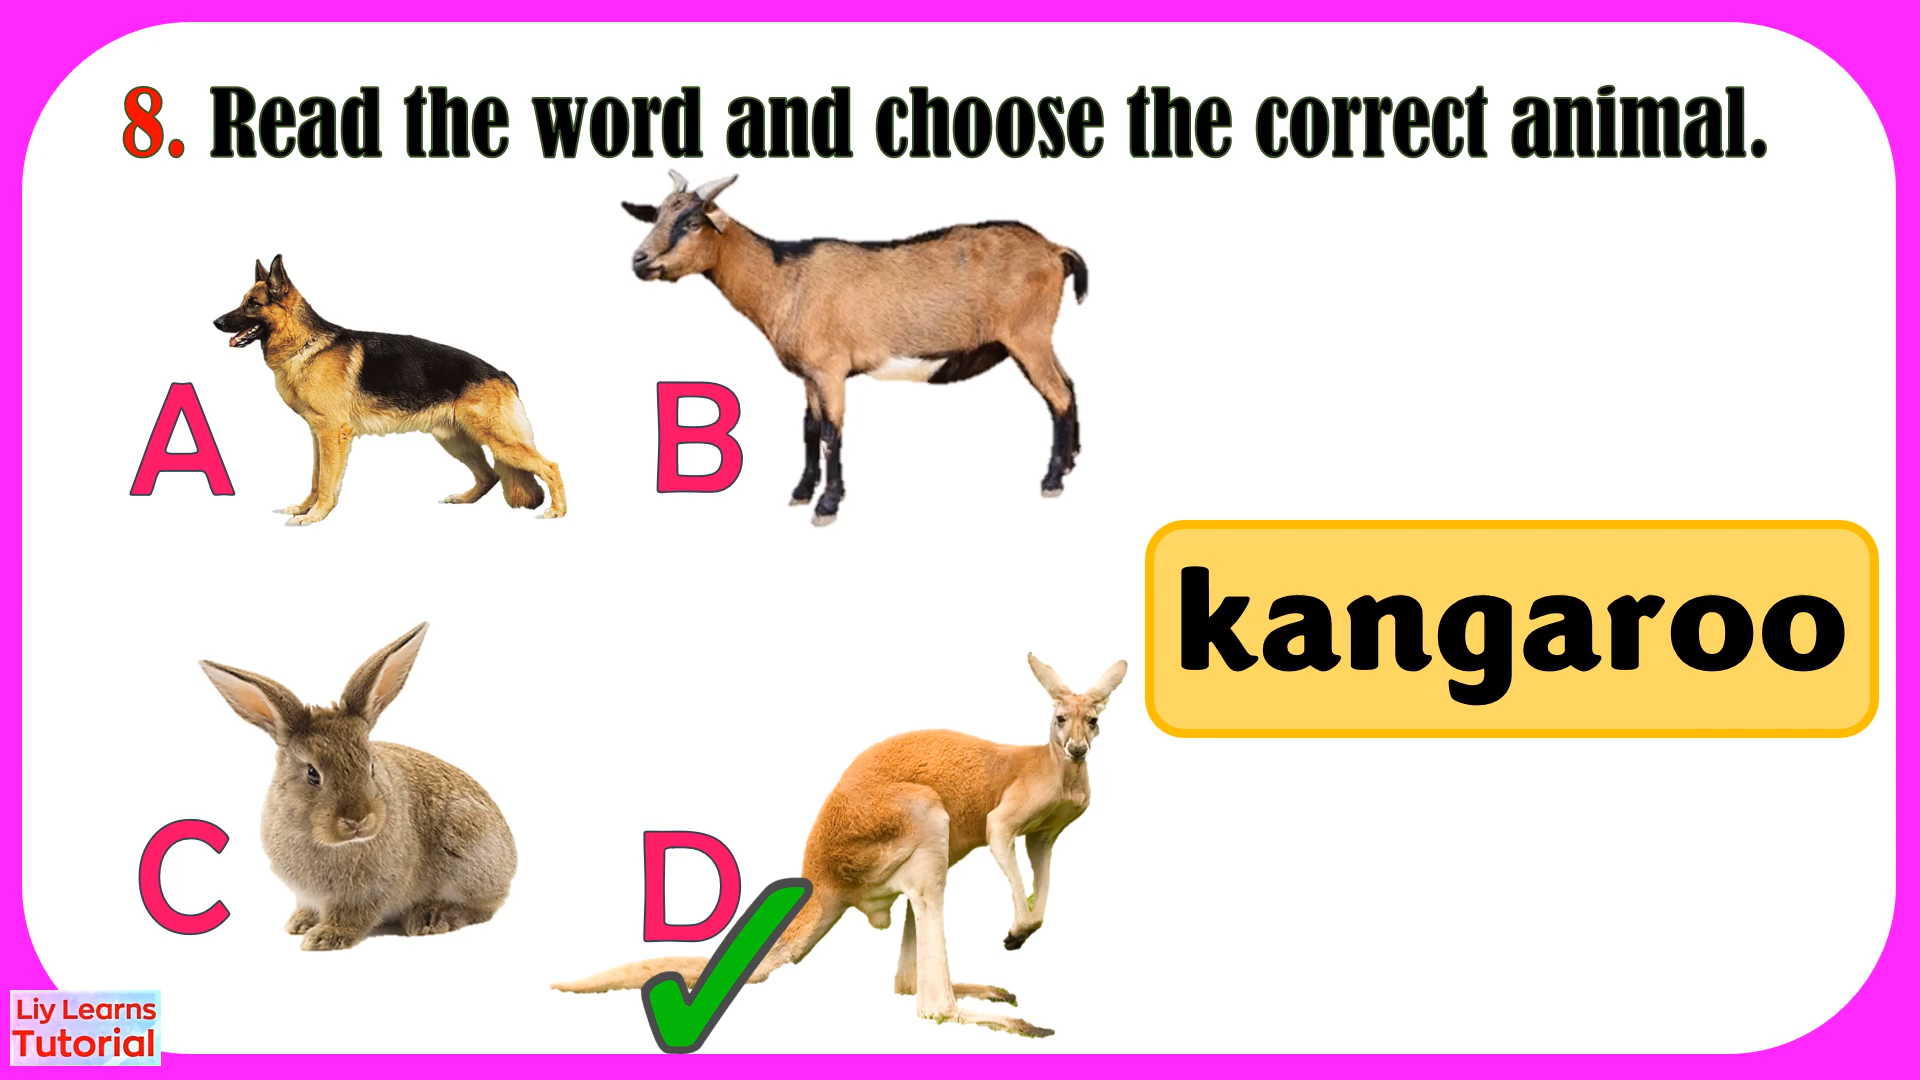 8. Read the word and choose the correct animal.
A
B
kangaroo
C
D
Liy Learns
Tutorial